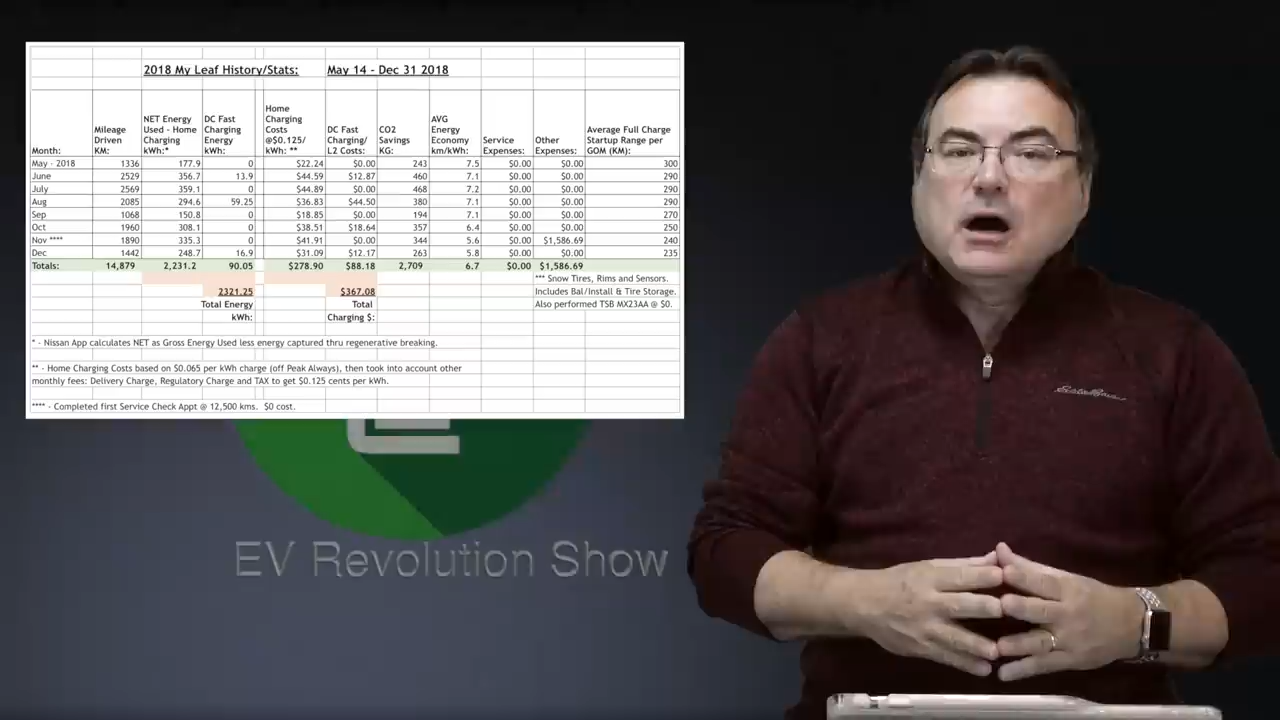 2018 My Leaf History/Stats: May 14 - Dec 31 2018
Month: Mileage Driven KM: NET Energy Used - Home Charging kWh:* DC Fast Charging Energy kWh: Home Charging Costs @$0.125/ kWh: ** DC Fast Charging/ L2 Costs: CO2 Savings KG: AVG Energy Economy km/kWh: Service Expenses: Other Expenses: Average Full Charge Startup Range per GOM (KM):
May - 2018 1336 177.9 0 $22.24 $0.00 243 7.5 $0.00 $0.00 300
June 2529 356.7 13.9 $44.59 $12.87 460 7.1 $0.00 $0.00 290
July 2569 359.1 0 $44.89 $0.00 468 7.2 $0.00 $0.00 290
Aug 2085 294.6 59.25 $36.83 $44.50 380 7.1 $0.00 $0.00 290
Sep 1068 150.8 0 $18.85 $0.00 194 7.1 $0.00 $0.00 270
Oct 1960 308.1 0 $38.51 $18.64 357 6.4 $0.00 $0.00 250
Nov **** 1890 335.3 0 $41.91 $0.00 344 5.6 $0.00 $1,586.69 240
Dec 1442 248.7 16.9 $31.09 $12.17 263 5.8 $0.00 $0.00 235
Totals: 14,879 2,231.2 90.05 $278.90 $88.18 2,709 6.7 $0.00 $1,586.69
*** Snow Tires, Rims and Sensors.
2321.25 $367.08 Includes Bal/Install & Tire Storage.
Total Energy Total Also performed TSB MX23AA @ $0.
kWh: Charging $:
* - Nissan App calculates NET as Gross Energy Used less energy captured thru regenerative breaking.
** - Home Charging Costs based on $0.065 per kWh charge (off Peak Always), then took into account other
monthly fees: Delivery Charge, Regulatory Charge and TAX to get $0.125 cents per kWh.
**** - Completed first Service Check Appt @ 12,500 kms. $0 cost.
EV Revolution Show
Eddie Bauer